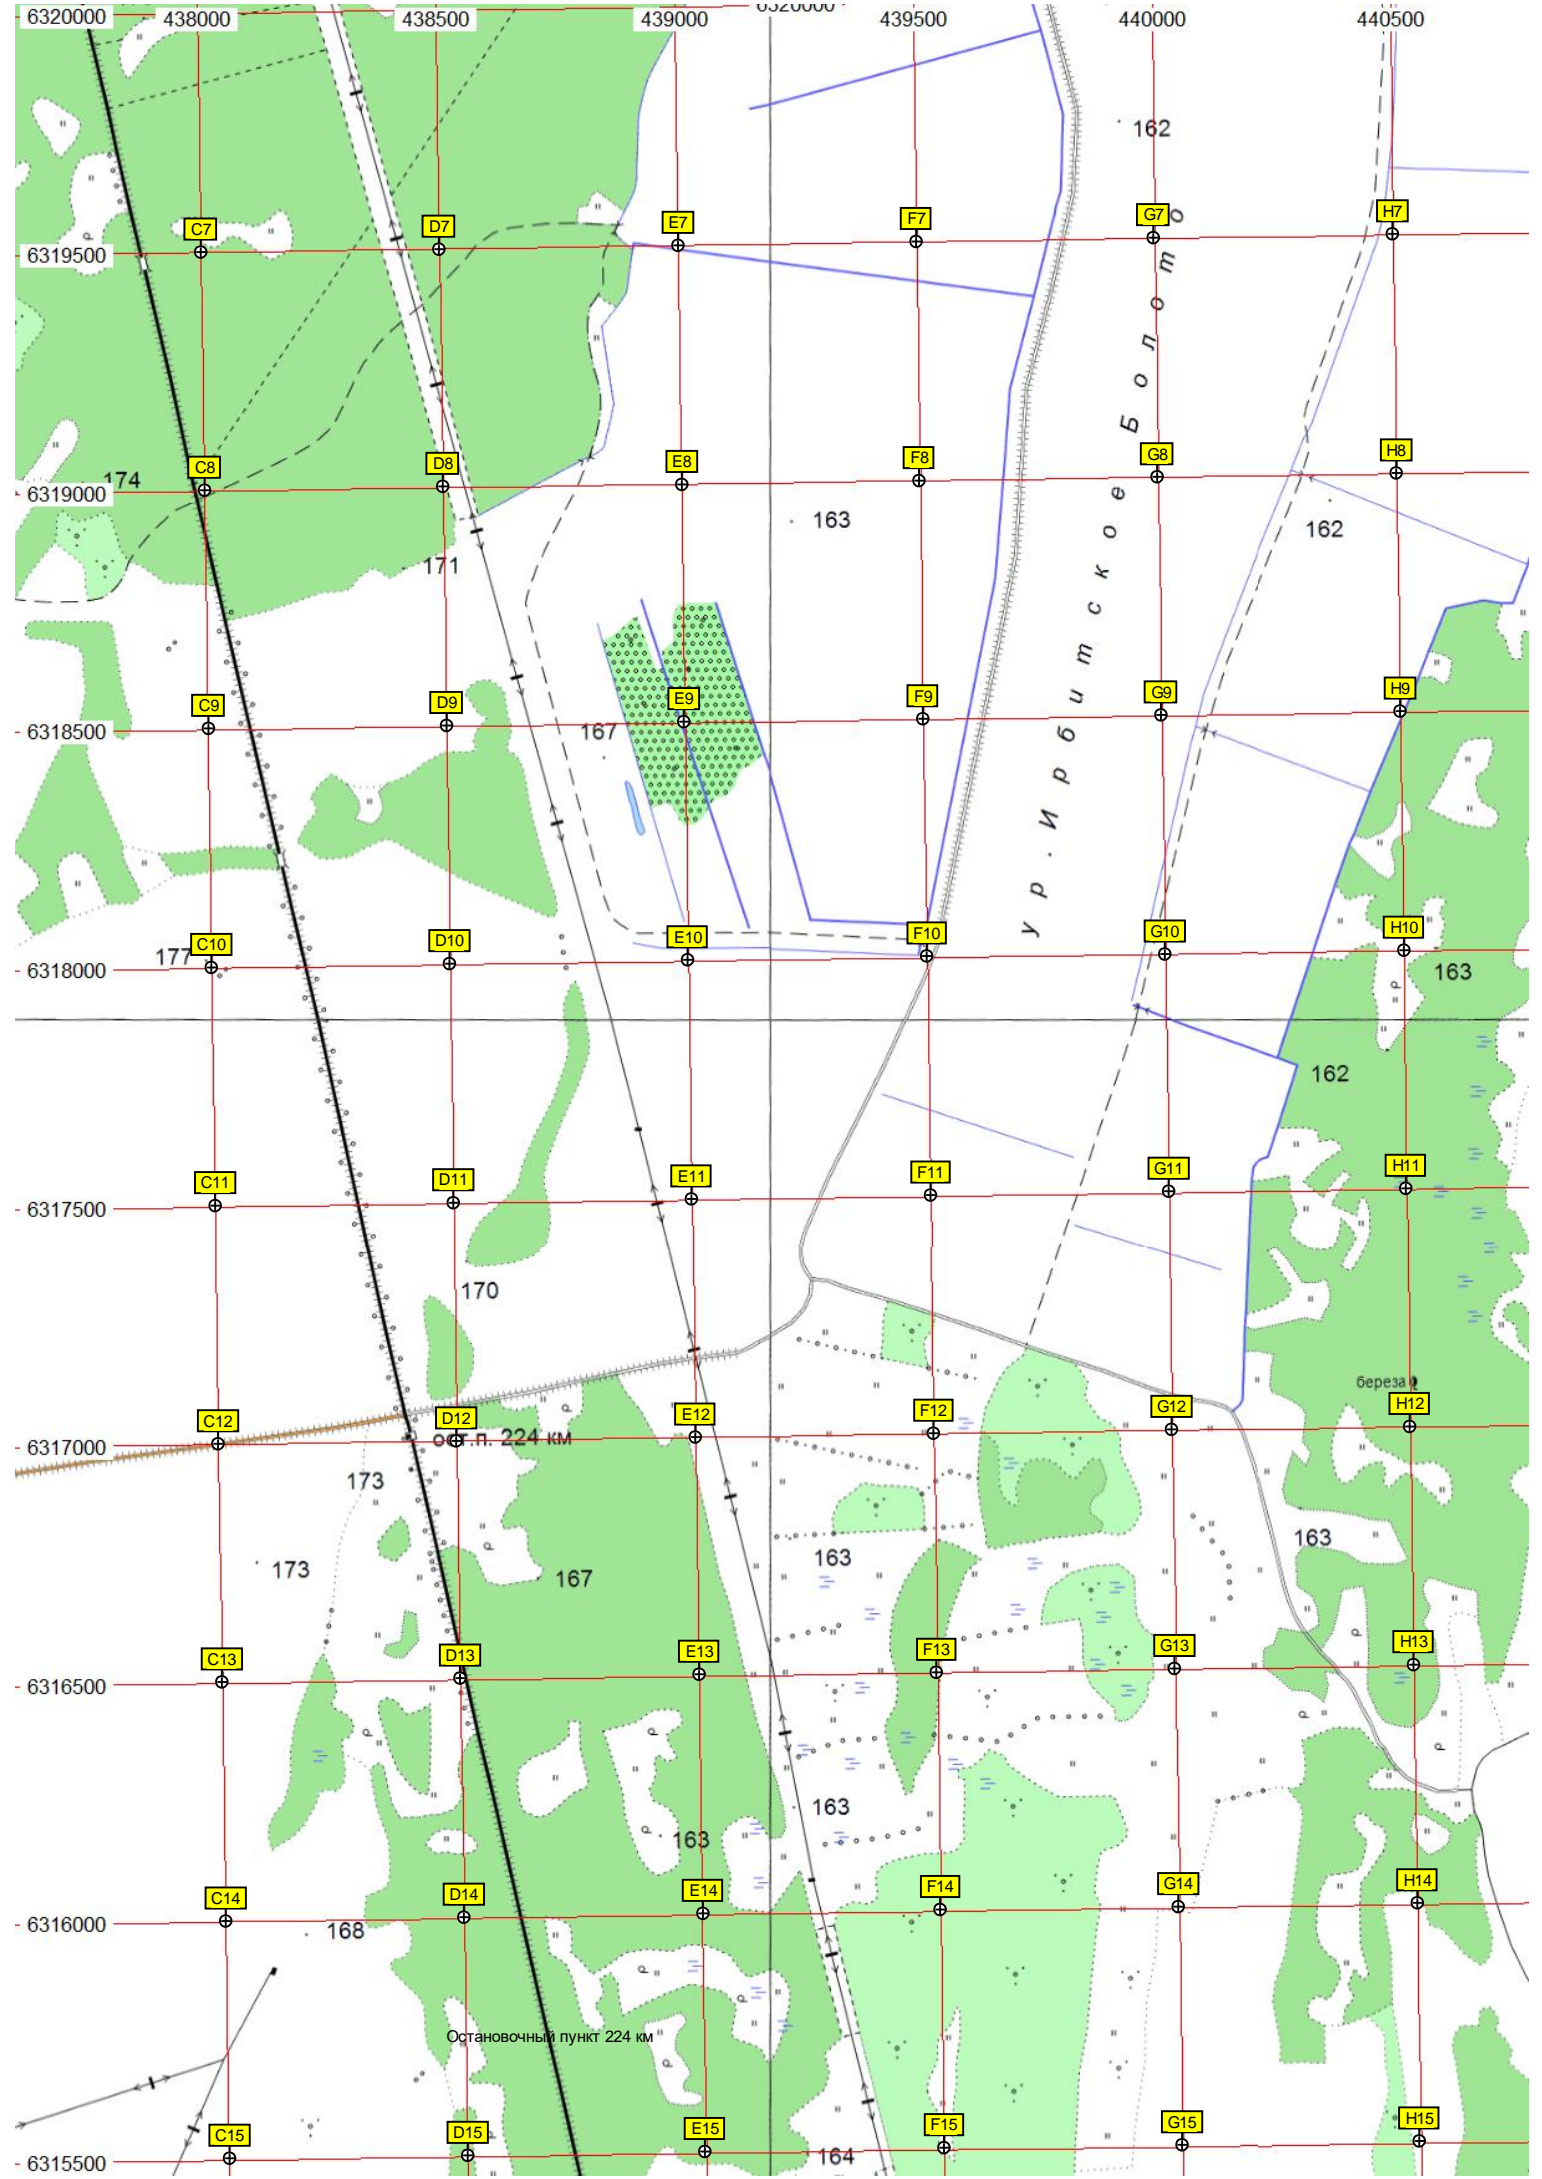 6320000 438000 438500 439000 6320000 439500 440000 440500
162
C7 D7 E7 F7 G7 H7
6319500
C8 D8 E8 F8 G8 H8
174
6319000
163
162
171
ур. Ирбитское Болото
C9 D9 E9 F9 G9 H9
167
6318500
C10 D10 E10 F10 G10 H10
177
6318000
163
162
C11 D11 E11 F11 G11 H11
6317500
170
береза
C12 D12 E12 F12 G12 H12
6317000
ост.п. 224 км
173
163
163
173
167
C13 D13 E13 F13 G13 H13
6316500
163
163
C14 D14 E14 F14 G14 H14
6316000
168
Остановочный пункт 224 км
C15 D15 E15 F15 G15 H15
6315500
164